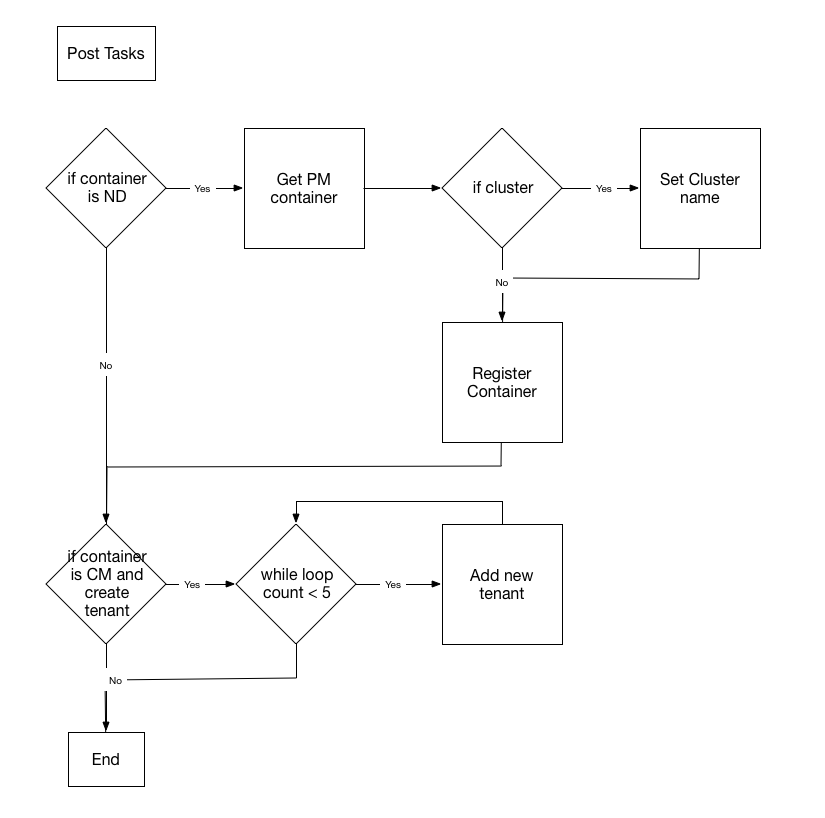 Post Tasks
if container
is ND
Yes
Get PM
container
if cluster
Yes
Set Cluster
name
No
Register
Container
No
if container
is CM and
create
tenant
Yes
while loop
count < 5
Yes
Add new
tenant
No
End